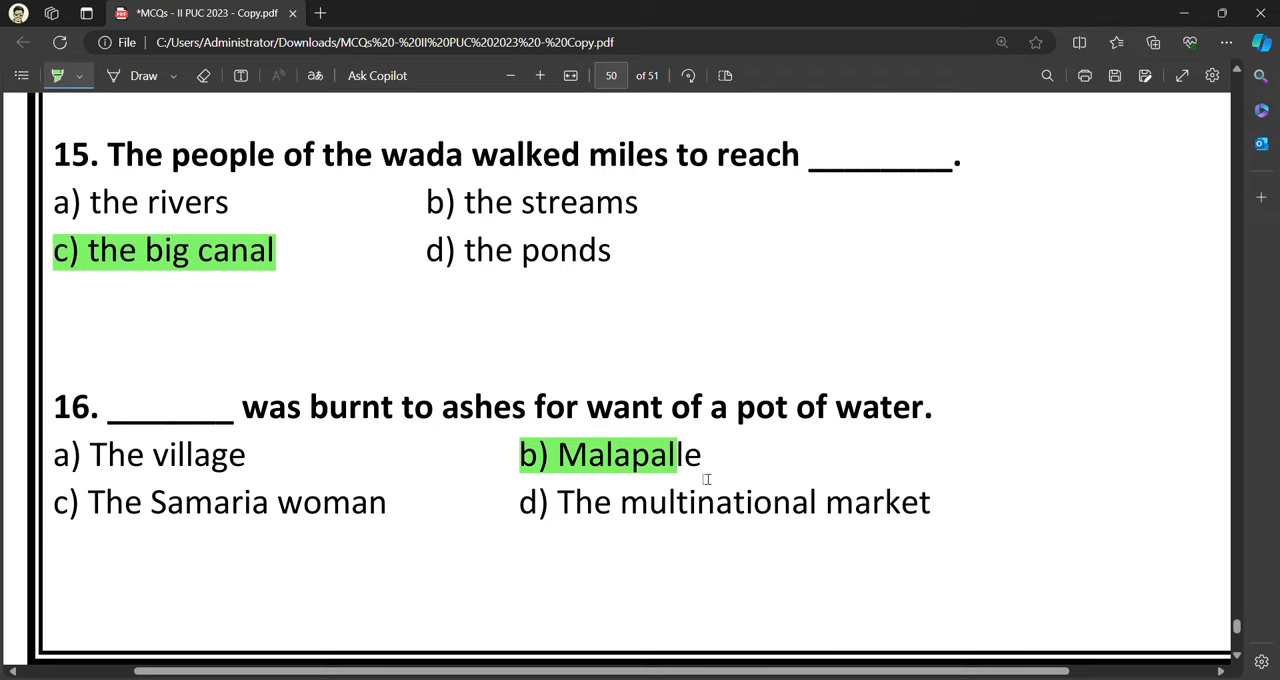 *MCQs - II PUC 2023 - Copy.pdf
File C:/Users/Administrator/Downloads/MCQs%20-%20II%20PUC%202023%20-%20Copy.pdf
Draw aあ Ask Copilot 50 of 51
15. The people of the wada walked miles to reach ________.
a) the rivers b) the streams
c) the big canal d) the ponds
16. _______ was burnt to ashes for want of a pot of water.
a) The village b) Malapalle
c) The Samaria woman d) The multinational market